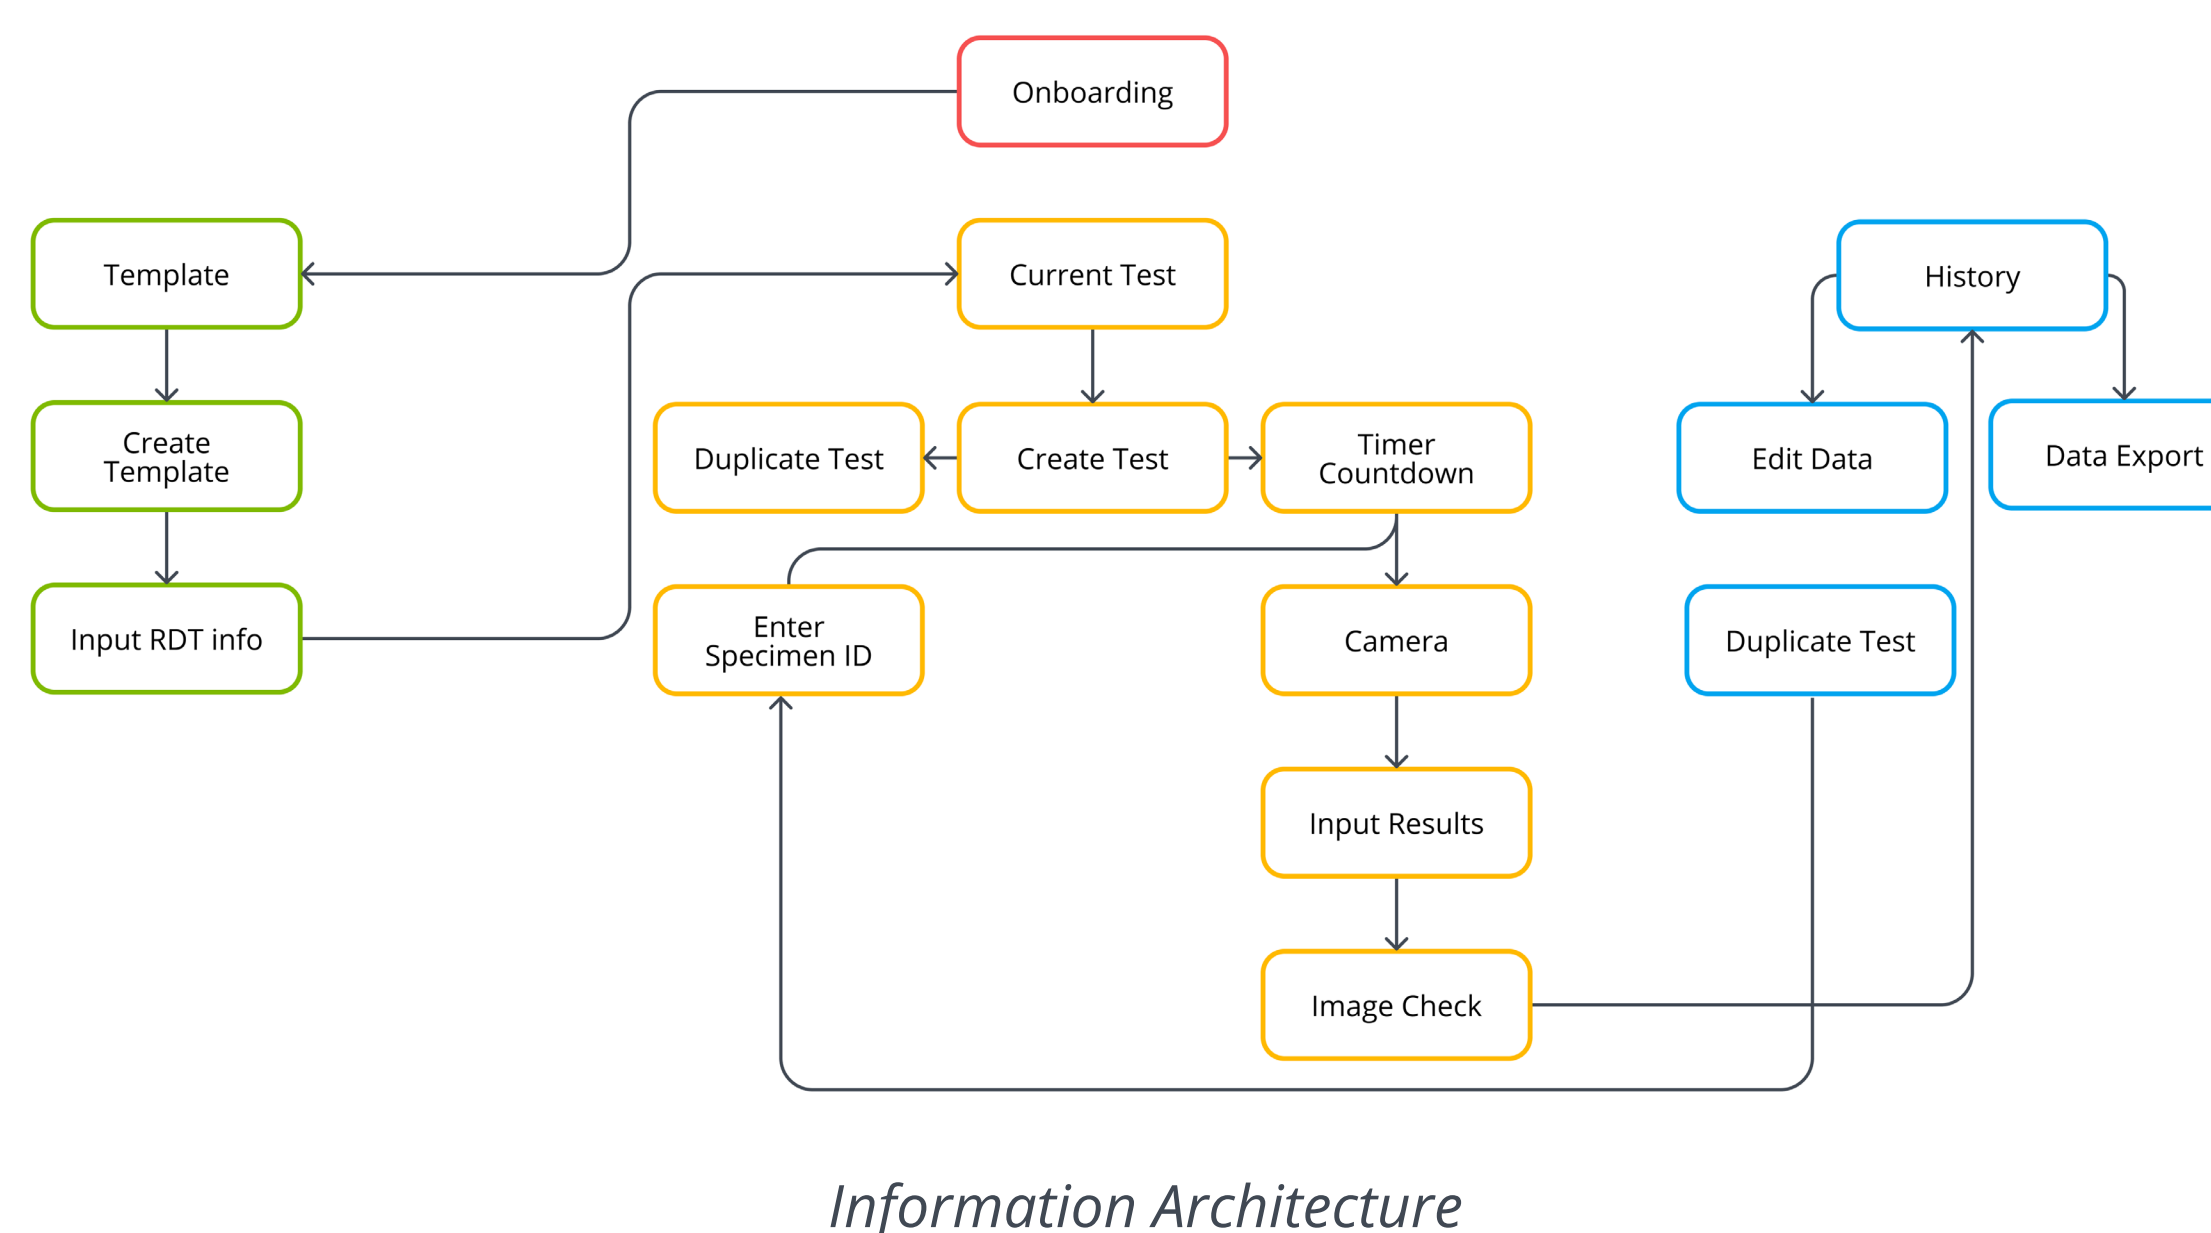 Onboarding
Template
Current Test
History
Create
Template
Duplicate Test
Create Test
Timer
Countdown
Edit Data
Data Export
Input RDT info
Enter
Specimen ID
Camera
Duplicate Test
Input Results
Image Check
Information Architecture